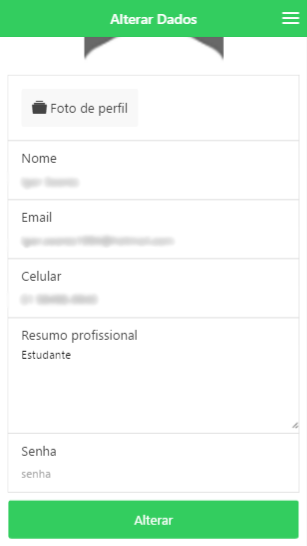 Alterar Dados
Foto de perfil
Nome
Email
Celular
Resumo profissional
Estudante
Senha
senha
Alterar